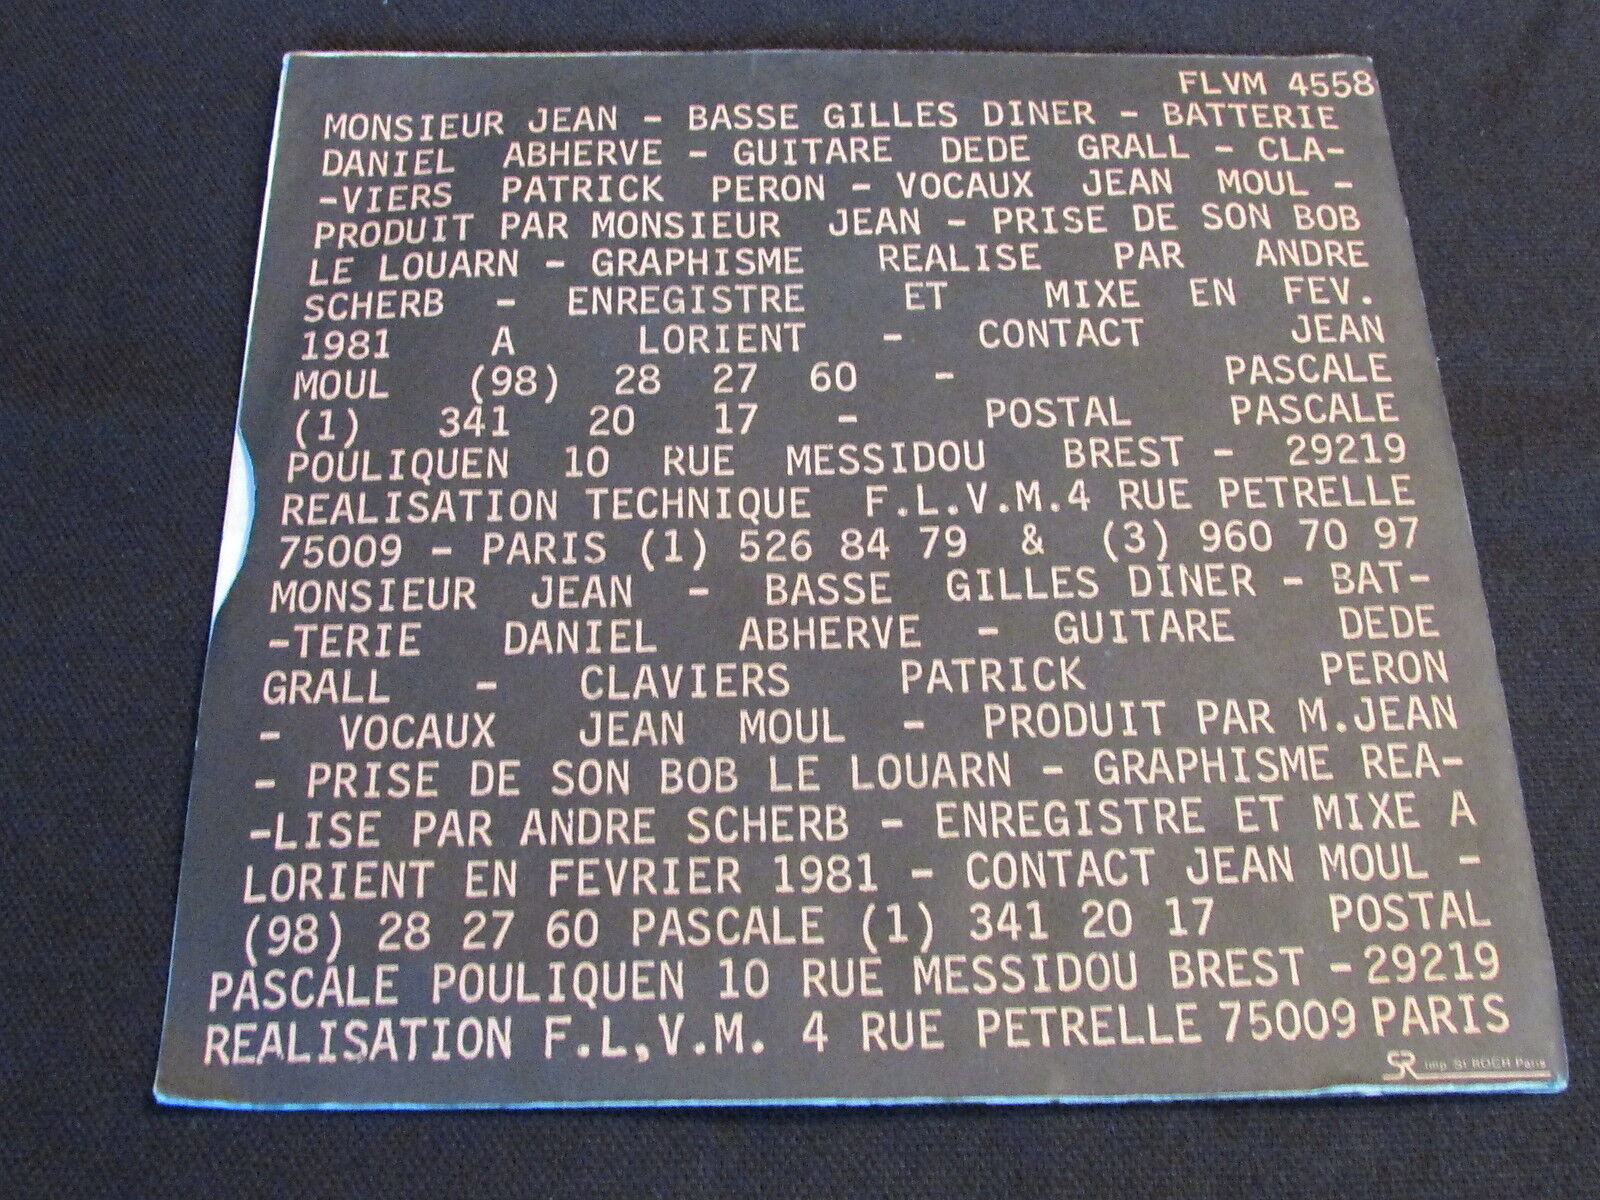 FLVM 4558
MONSIEUR JEAN - BASSE GILLES DINER - BATTERIE
DANIEL ABHERVE - GUITARE DEDE GRALL - CLA-
-VIERS PATRICK PERON - VOCAUX JEAN MOUL -
PRODUIT PAR MONSIEUR JEAN - PRISE DE SON BOB
LE LOUARN - GRAPHISME REALISE PAR ANDRE
SCHERB - ENREGISTRE ET MIXE EN FEV.
1981 A LORIENT - CONTACT JEAN
MOUL (98) 28 27 60 - PASCALE
(1) 341 20 17 - POSTAL PASCALE
POULIQUEN 10 RUE MESSIDOU BREST - 29219
REALISATION TECHNIQUE F.L.V.M.4 RUE PETRELLE
75009 - PARIS (1) 526 84 79 & (3) 960 70 97
MONSIEUR JEAN - BASSE GILLES DINER - BAT-
-TERIE DANIEL ABHERVE - GUITARE DEDE
GRALL - CLAVIERS PATRICK PERON
- VOCAUX JEAN MOUL - PRODUIT PAR M.JEAN
- PRISE DE SON BOB LE LOUARN - GRAPHISME REA-
-LISE PAR ANDRE SCHERB - ENREGISTRE ET MIXE A
LORIENT EN FEVRIER 1981 - CONTACT JEAN MOUL -
(98) 28 27 60 PASCALE (1) 341 20 17 POSTAL
PASCALE POULIQUEN 10 RUE MESSIDOU BREST - 29219
REALISATION F.L,V.M. 4 RUE PETRELLE 75009 PARIS
SR Imp. St ROCH Paris